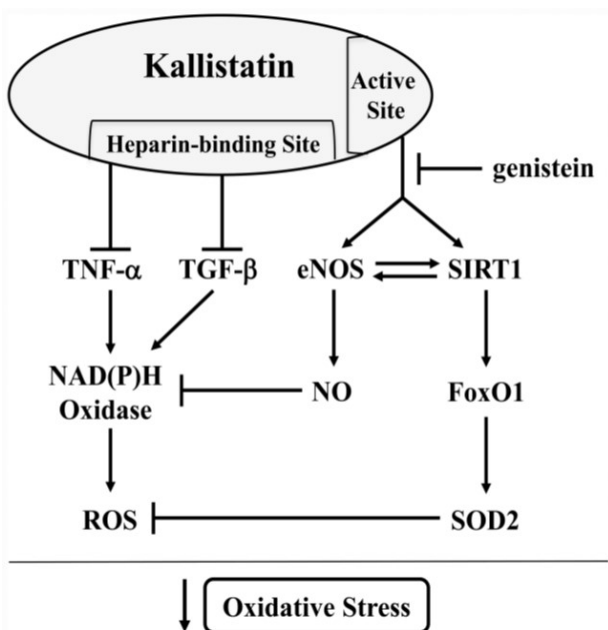 Kallistatin
Active
Site
Heparin-binding Site
genistein
TNF-α
TGF-β
eNOS
SIRT1
NAD(P)H
Oxidase
NO
FoxO1
ROS
SOD2
Oxidative Stress